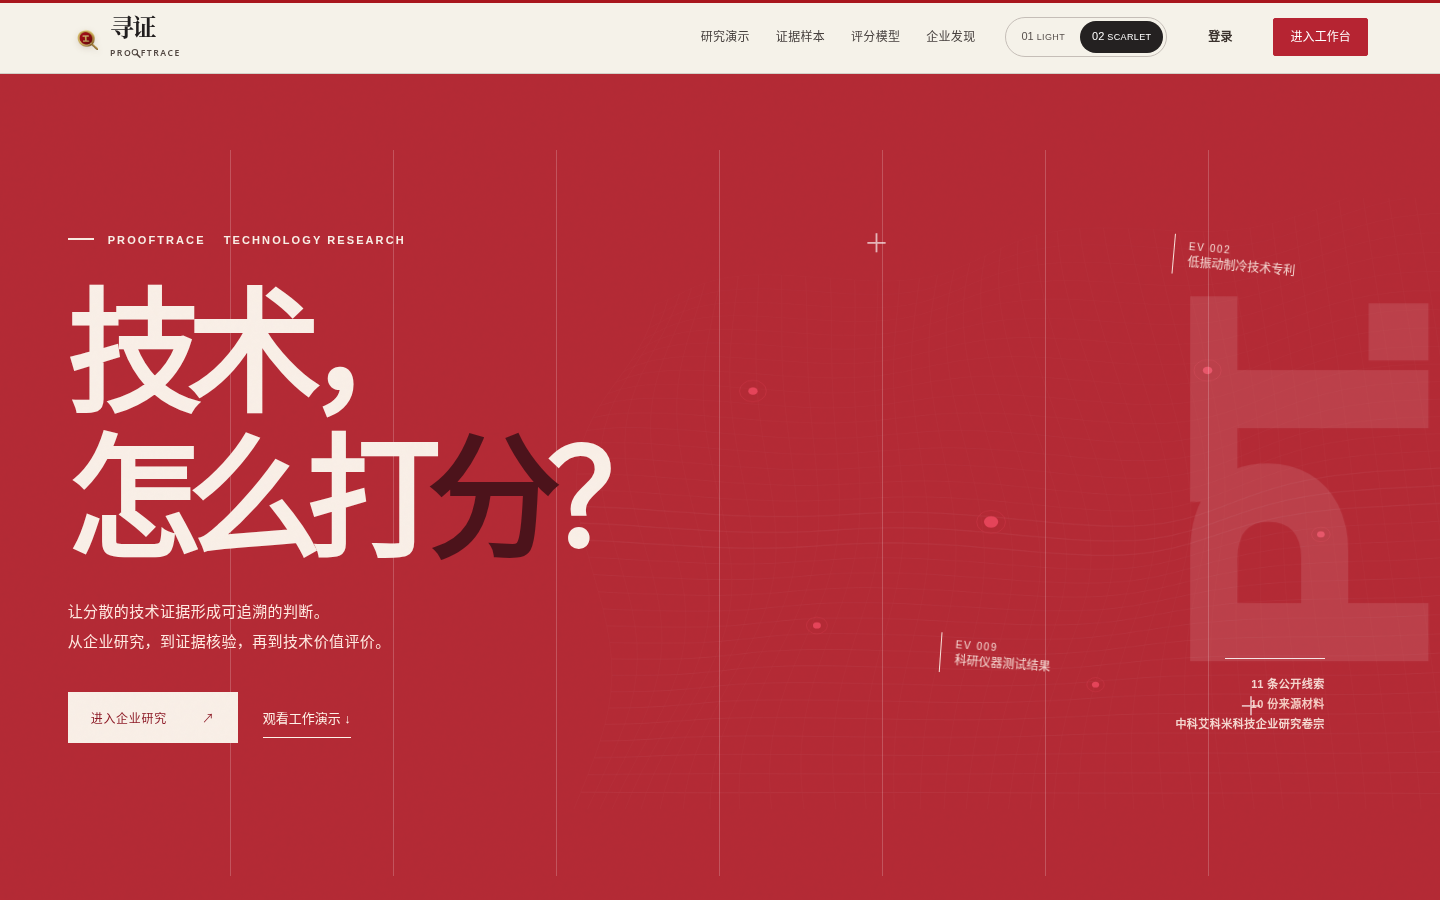 寻证
PROOFTRACE
研究演示
证据样本
评分模型
企业发现
01 LIGHT
02 SCARLET
登录
进入工作台
PROOFTRACE TECHNOLOGY RESEARCH
技术，
怎么打分？
让分散的技术证据形成可追溯的判断。
从企业研究，到证据核验，再到技术价值评价。
进入企业研究 ↗
观看工作演示 ↓
EV 002
低振动制冷技术专利
EV 009
科研仪器测试结果
11 条公开线索
10 份来源材料
中科艾科米科技企业研究卷宗